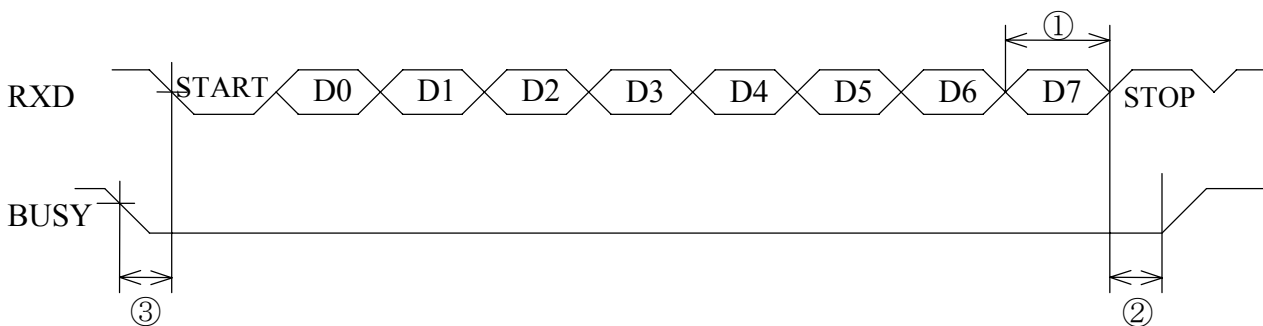 ①
RXD START D0 D1 D2 D3 D4 D5 D6 D7 STOP
BUSY
③ ②